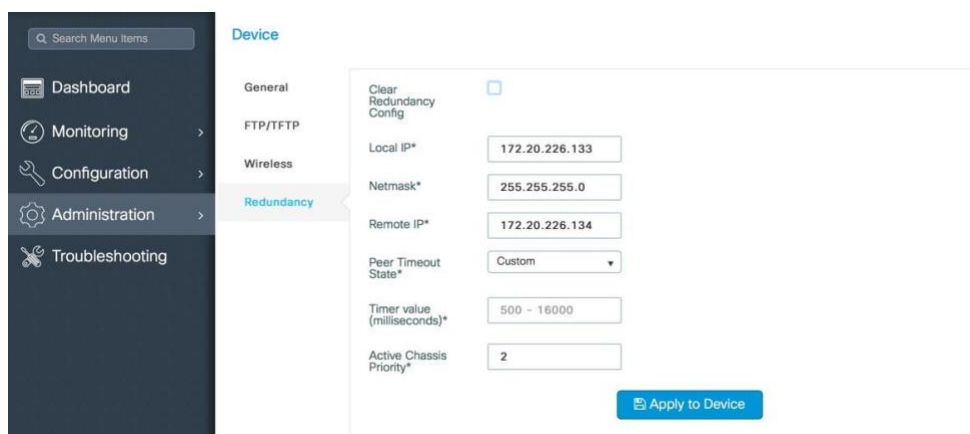 Search Menu Items
Dashboard
Monitoring
Configuration
Administration
Troubleshooting
Device
General
FTP/TFTP
Wireless
Redundancy
Clear
Redundancy
Config
Local IP*
172.20.226.133
Netmask*
255.255.255.0
Remote IP*
172.20.226.134
Peer Timeout
State*
Custom
Timer value
(milliseconds)*
500 - 16000
Active Chassis
Priority*
2
Apply to Device